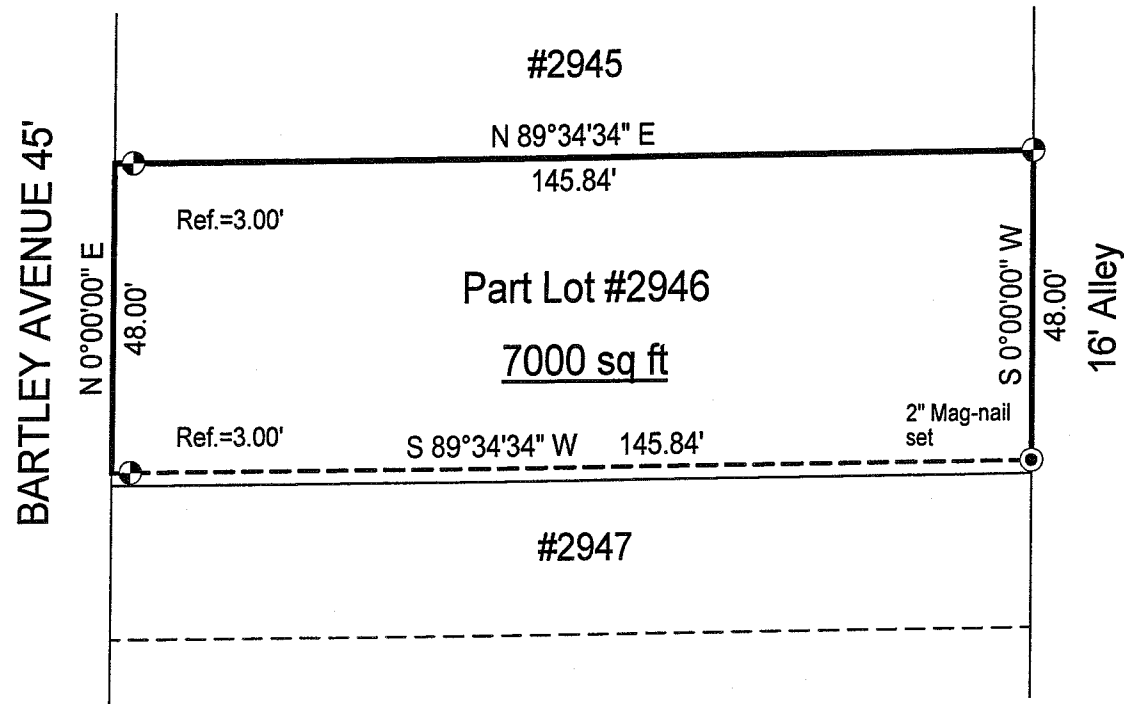 #2945
N 89°34'34" E
145.84'
BARTLEY AVENUE 45'
N 0°00'00" E
48.00'
Ref.=3.00'
Part Lot #2946
7000 sq ft
S 0°00'00" W
48.00'
16' Alley
Ref.=3.00'
S 89°34'34" W 145.84'
2" Mag-nail
set
#2947